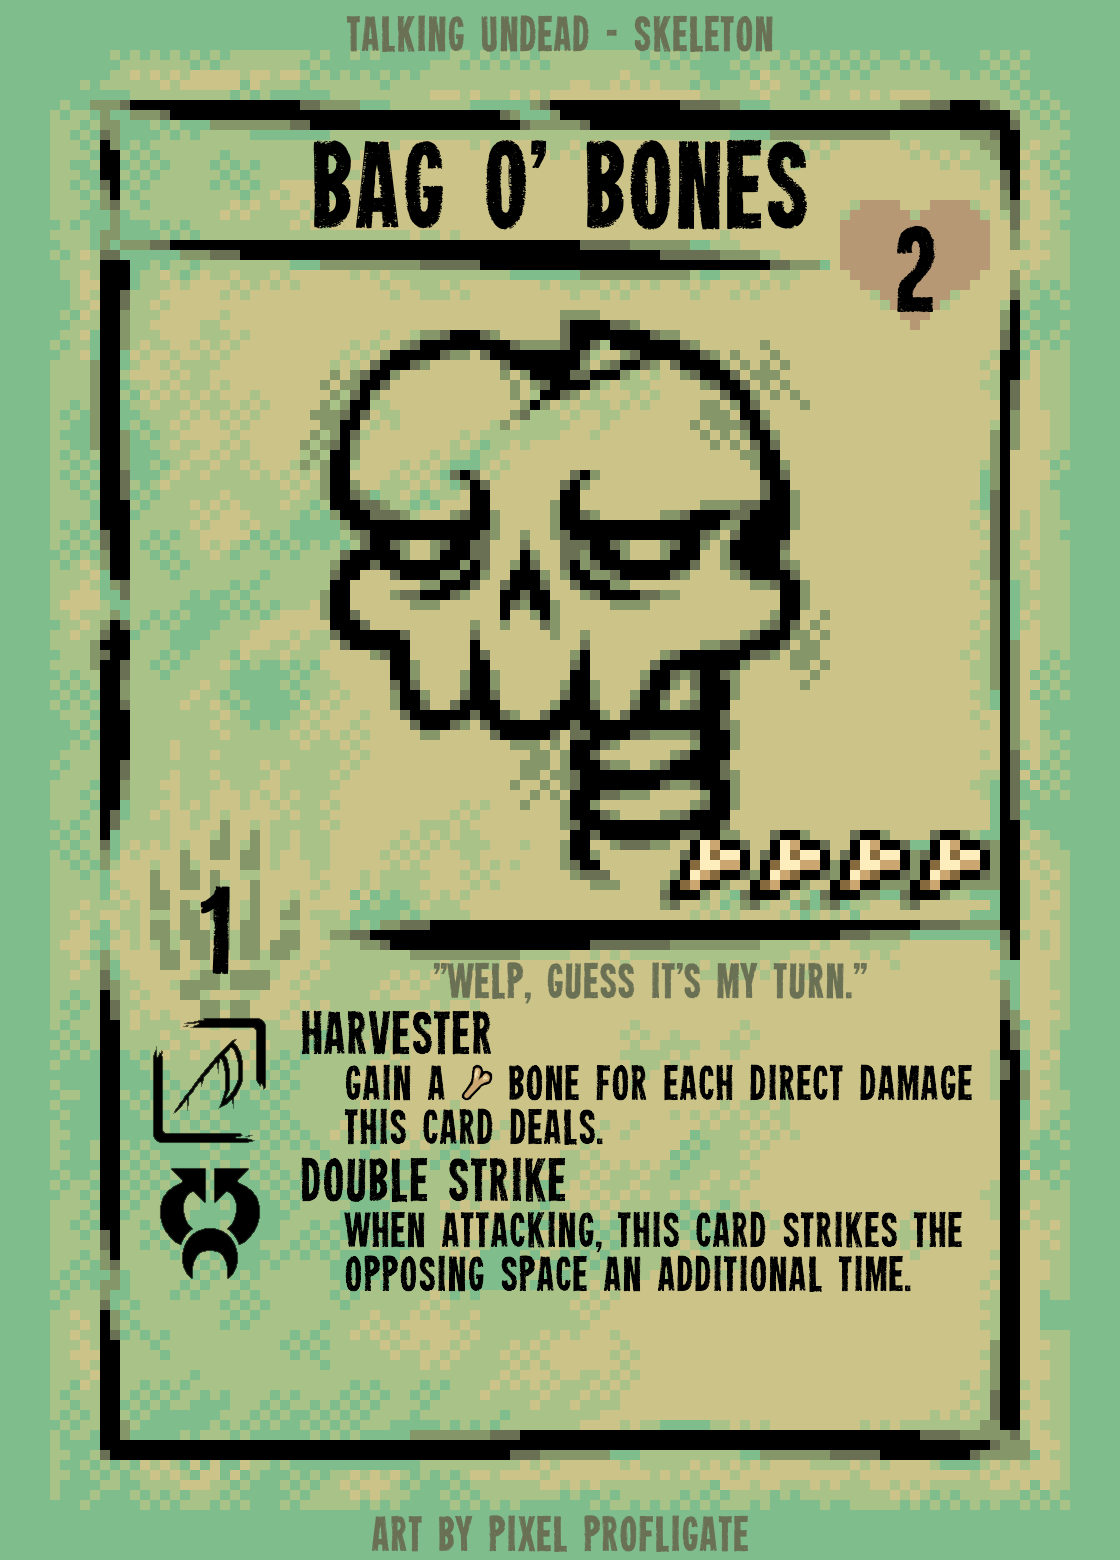 TALKING UNDEAD - SKELETON
BAG O' BONES
2
1
"WELP, GUESS IT'S MY TURN."
HARVESTER
GAIN A BONE FOR EACH DIRECT DAMAGE
THIS CARD DEALS.
DOUBLE STRIKE
WHEN ATTACKING, THIS CARD STRIKES THE
OPPOSING SPACE AN ADDITIONAL TIME.
ART BY PIXEL PROFLIGATE